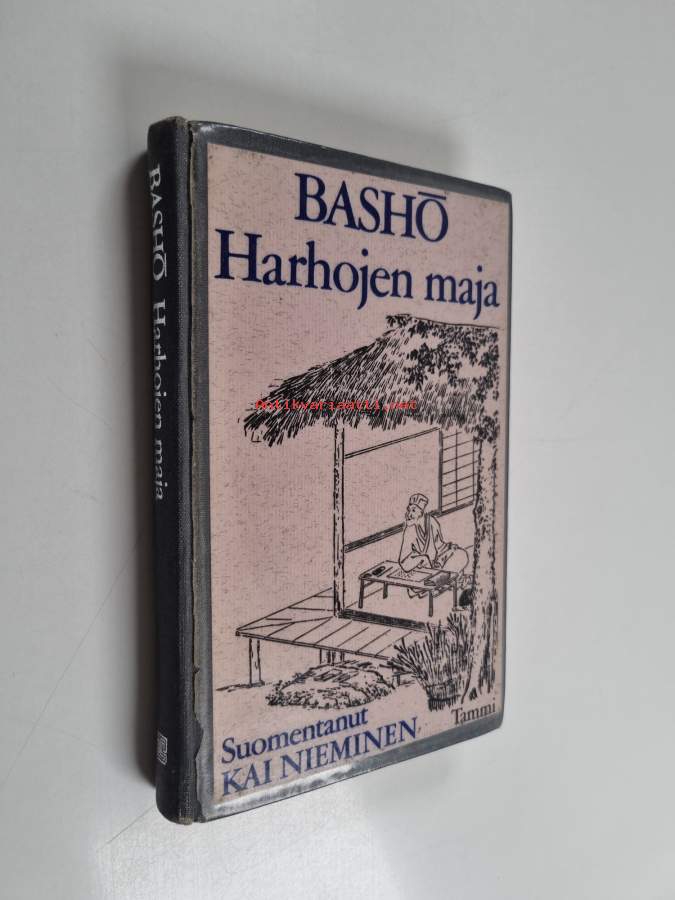 BASHŌ
Harhojen maja
Suomentanut
KAI NIEMINEN
Tammi
BASHŌ Harhojen maja
Antikvariaatti.net